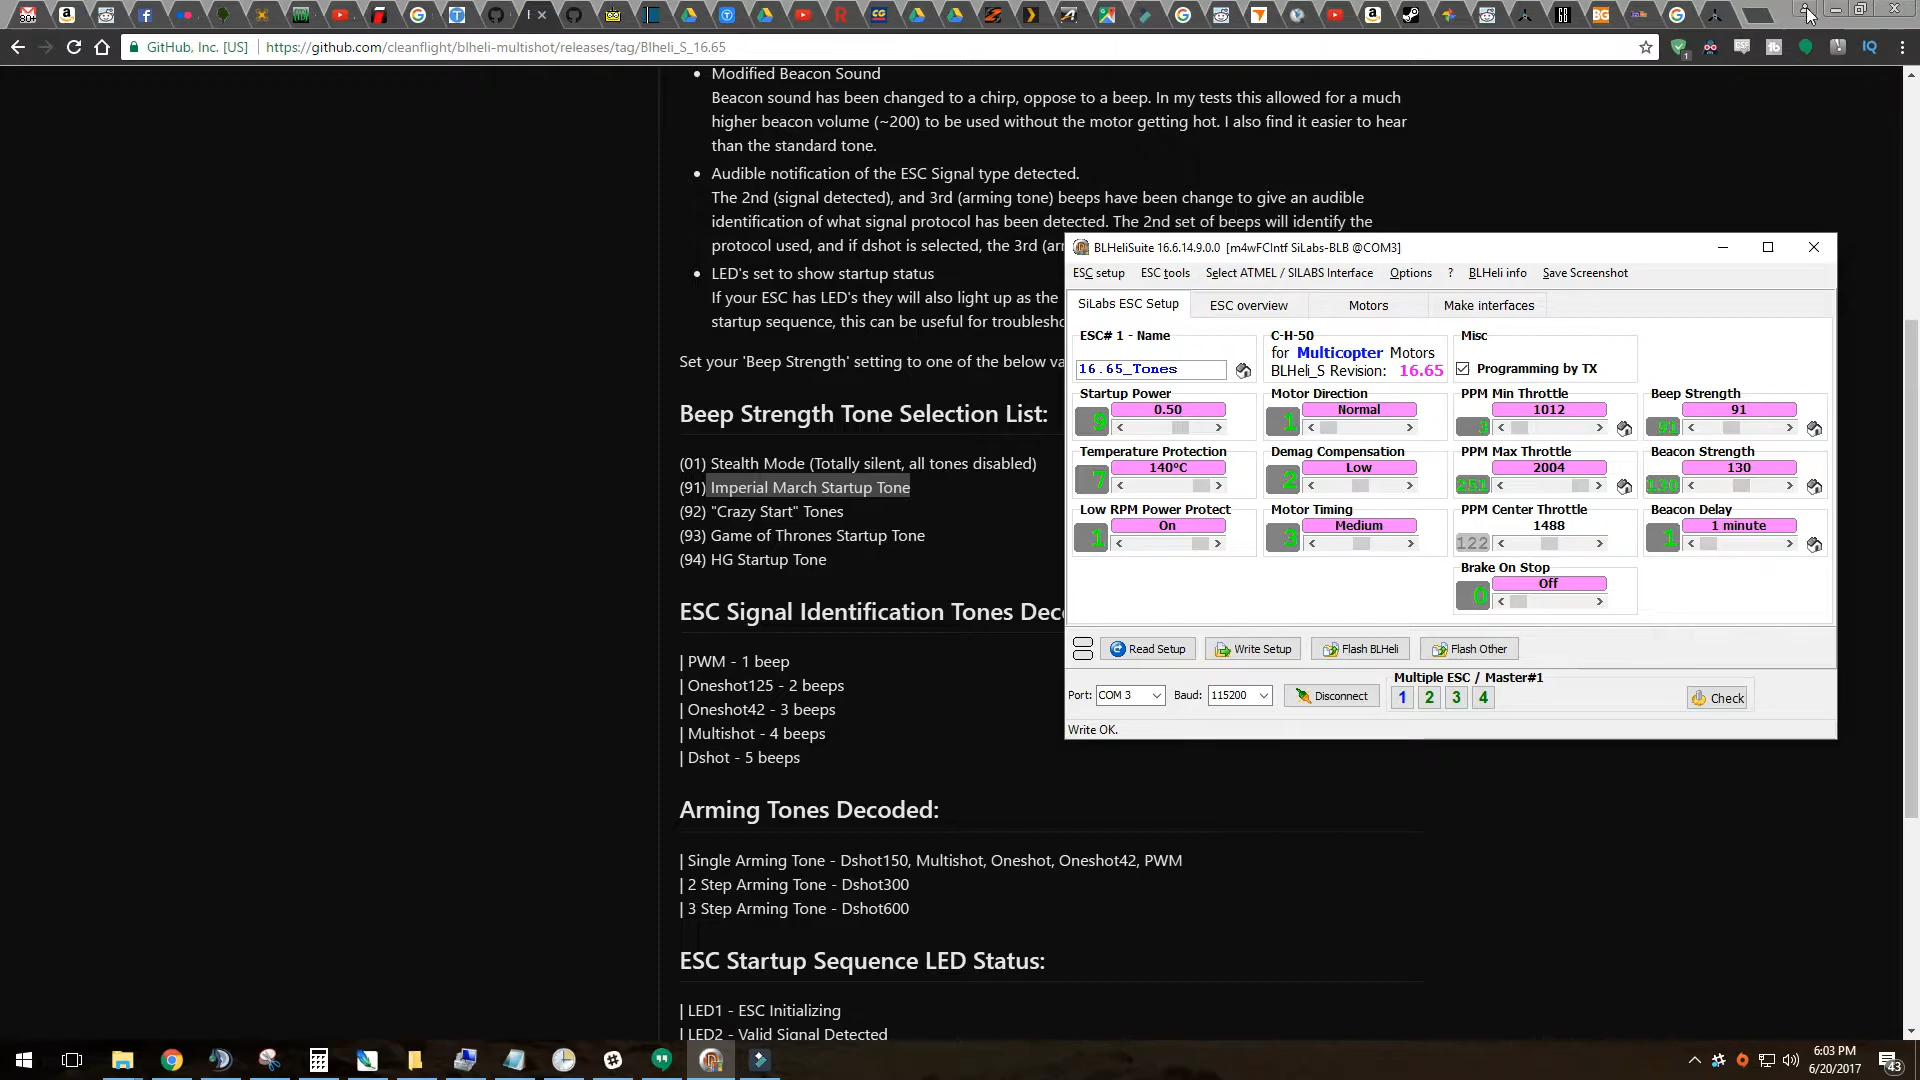 GitHub, Inc. [US]
https://github.com/cleanflight/blheli-multishot/releases/tag/Blheli_S_16.65
Modified Beacon Sound
Beacon sound has been changed to a chirp, oppose to a beep. In my tests this allowed for a much
higher beacon volume (~200) to be used without the motor getting hot. I also find it easier to hear
than the standard tone.
Audible notification of the ESC Signal type detected.
The 2nd (signal detected), and 3rd (arming tone) beeps have been change to give an audible
identification of what signal protocol has been detected. The 2nd set of beeps will identify the
protocol used, and if dshot is selected, the 3rd (ar
LED's set to show startup status
If your ESC has LED's they will also light up as the
startup sequence, this can be useful for troublesho
Set your 'Beep Strength' setting to one of the below va
Beep Strength Tone Selection List:
(01) Stealth Mode (Totally silent, all tones disabled)
(91) Imperial March Startup Tone
(92) "Crazy Start" Tones
(93) Game of Thrones Startup Tone
(94) HG Startup Tone
ESC Signal Identification Tones Dec
| PWM - 1 beep
| Oneshot125 - 2 beeps
| Oneshot42 - 3 beeps
| Multishot - 4 beeps
| Dshot - 5 beeps
Arming Tones Decoded:
| Single Arming Tone - Dshot150, Multishot, Oneshot, Oneshot42, PWM
| 2 Step Arming Tone - Dshot300
| 3 Step Arming Tone - Dshot600
ESC Startup Sequence LED Status:
| LED1 - ESC Initializing
| LED2 - Valid Signal Detected
BLHeliSuite 16.6.14.9.0.0 [m4wFCIntf SiLabs-BLB @COM3]
ESC setup ESC tools Select ATMEL / SILABS Interface Options ? BLHeli info Save Screenshot
SiLabs ESC Setup ESC overview Motors Make interfaces
ESC# 1 - Name
16.65_Tones
C-H-50
for Multicopter Motors
BLHeli_S Revision: 16.65
Misc
Programming by TX
Startup Power
0.50
9
Motor Direction
Normal
1
PPM Min Throttle
1012
3
Beep Strength
91
91
Temperature Protection
140°C
7
Demag Compensation
Low
2
PPM Max Throttle
2004
251
Beacon Strength
130
130
Low RPM Power Protect
On
1
Motor Timing
Medium
3
PPM Center Throttle
1488
122
Beacon Delay
1 minute
1
Brake On Stop
Off
0
Read Setup Write Setup Flash BLHeli Flash Other
Port: COM 3 Baud: 115200 Disconnect
Multiple ESC / Master#1
1 2 3 4
Check
Write OK.
6:03 PM
6/20/2017
43